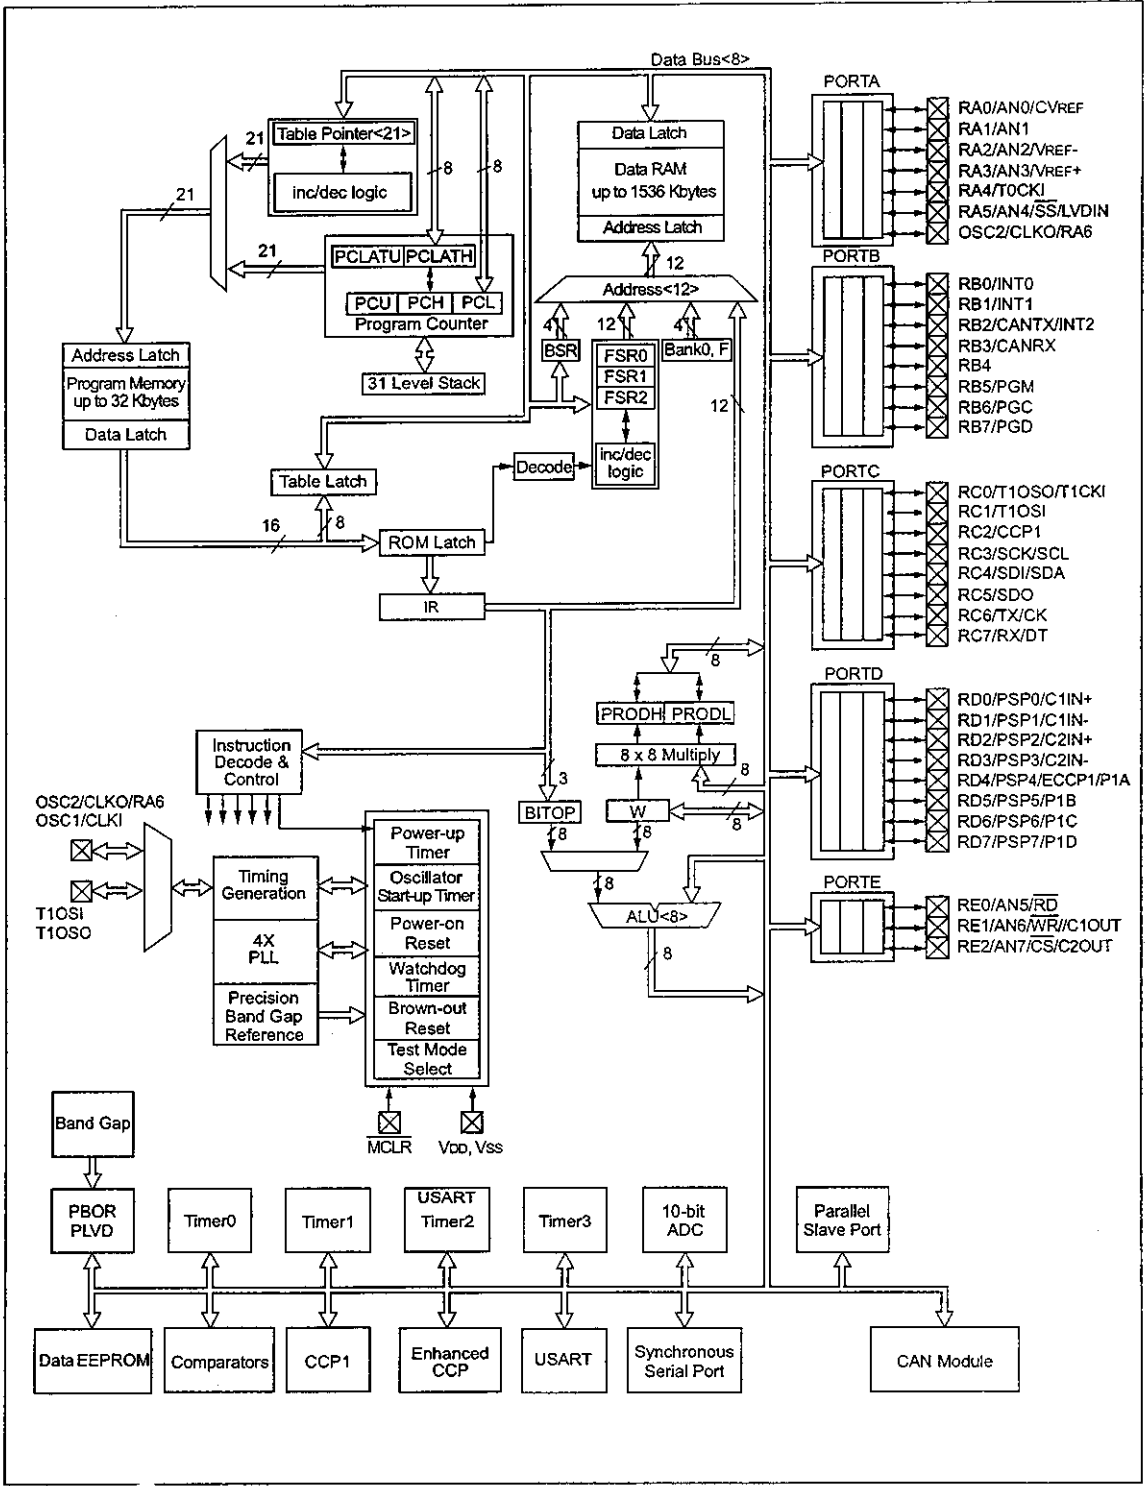 Data Bus<8>
Table Pointer<21>
inc/dec logic
21
21
21
8
8
PCLATU
PCLATH
PCU
PCH
PCL
Program Counter
31 Level Stack
Address Latch
Program Memory
up to 32 Kbytes
Data Latch
Data Latch
Data RAM
up to 1536 Kbytes
Address Latch
12
Address<12>
4
12
4
BSR
FSR0
FSR1
FSR2
inc/dec
logic
Bank0, F
12
Table Latch
Decode
16
8
ROM Latch
IR
8
PRODH
PRODL
8 x 8 Multiply
8
3
BITOP
W
8
8
8
8
ALU<8>
8
Instruction
Decode &
Control
OSC2/CLKO/RA6
OSC1/CLKI
T1OSI
T1OSO
Timing
Generation
4X
PLL
Precision
Band Gap
Reference
Power-up
Timer
Oscillator
Start-up Timer
Power-on
Reset
Watchdog
Timer
Brown-out
Reset
Test Mode
Select
MCLR
VDD, VSS
PORTA
RA0/AN0/CVREF
RA1/AN1
RA2/AN2/VREF-
RA3/AN3/VREF+
RA4/T0CKI
RA5/AN4/SS/LVDIN
OSC2/CLKO/RA6
PORTB
RB0/INT0
RB1/INT1
RB2/CANTX/INT2
RB3/CANRX
RB4
RB5/PGM
RB6/PGC
RB7/PGD
PORTC
RC0/T1OSO/T1CKI
RC1/T1OSI
RC2/CCP1
RC3/SCK/SCL
RC4/SDI/SDA
RC5/SDO
RC6/TX/CK
RC7/RX/DT
PORTD
RD0/PSP0/C1IN+
RD1/PSP1/C1IN-
RD2/PSP2/C2IN+
RD3/PSP3/C2IN-
RD4/PSP4/ECCP1/P1A
RD5/PSP5/P1B
RD6/PSP6/P1C
RD7/PSP7/P1D
PORTE
RE0/AN5/RD
RE1/AN6/WR//C1OUT
RE2/AN7/CS/C2OUT
Band Gap
PBOR
PLVD
Timer0
Timer1
USART
Timer2
Timer3
10-bit
ADC
Parallel
Slave Port
Data EEPROM
Comparators
CCP1
Enhanced
CCP
USART
Synchronous
Serial Port
CAN Module